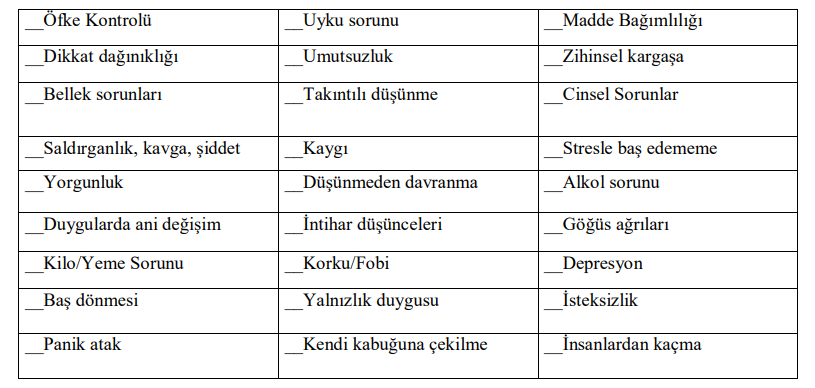 __Öfke Kontrolü __Uyku sorunu __Madde Bağımlılığı
__Dikkat dağınıklığı __Umutsuzluk __Zihinsel kargaşa
__Bellek sorunları __Takıntılı düşünme __Cinsel Sorunlar
__Saldırganlık, kavga, şiddet __Kaygı __Stresle baş edememe
__Yorgunluk __Düşünmeden davranma __Alkol sorunu
__Duygularda ani değişim __İntihar düşünceleri __Göğüs ağrıları
__Kilo/Yeme Sorunu __Korku/Fobi __Depresyon
__Baş dönmesi __Yalnızlık duygusu __İsteksizlik
__Panik atak __Kendi kabuğuna çekilme __İnsanlardan kaçma